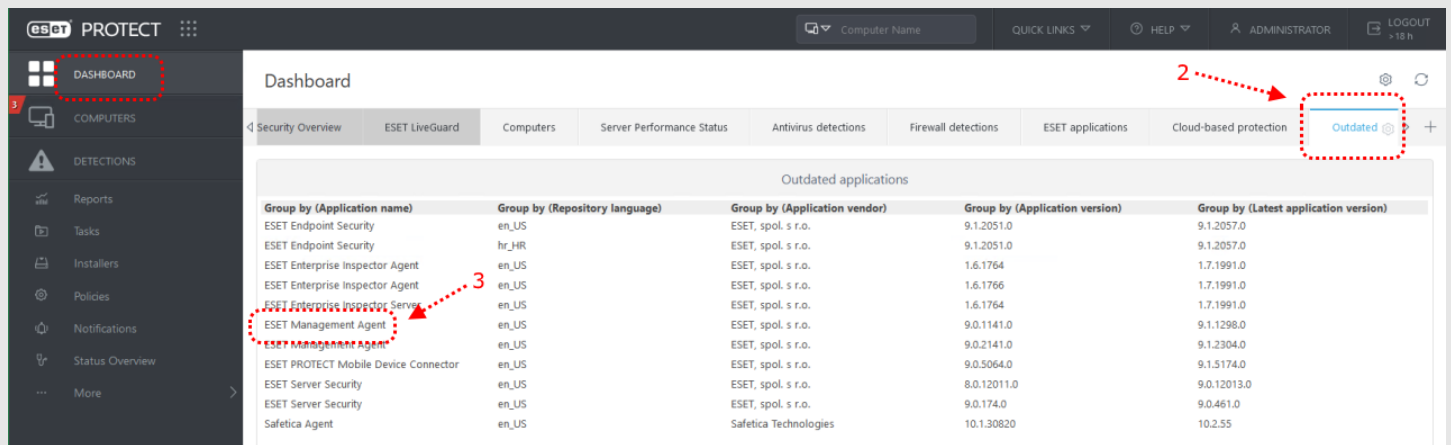 eset PROTECT
Computer Name
QUICK LINKS
HELP
ADMINISTRATOR
LOGOUT
>18 h
DASHBOARD
3
COMPUTERS
DETECTIONS
Reports
Tasks
Installers
Policies
Notifications
Status Overview
More
Dashboard
2
Security Overview ESET LiveGuard Computers Server Performance Status Antivirus detections Firewall detections ESET applications Cloud-based protection Outdated
Outdated applications
Group by (Application name) Group by (Repository language) Group by (Application vendor) Group by (Application version) Group by (Latest application version)
ESET Endpoint Security en_US ESET, spol. s r.o. 9.1.2051.0 9.1.2057.0
ESET Endpoint Security hr_HR ESET, spol. s r.o. 9.1.2051.0 9.1.2057.0
ESET Enterprise Inspector Agent en_US ESET, spol. s r.o. 1.6.1764 1.7.1991.0
ESET Enterprise Inspector Agent en_US ESET, spol. s r.o. 1.6.1766 1.7.1991.0
3
ESET Enterprise Inspector Server en_US ESET, spol. s r.o. 1.6.1764 1.7.1991.0
ESET Management Agent en_US ESET, spol. s r.o. 9.0.1141.0 9.1.1298.0
ESET Management Agent en_US ESET, spol. s r.o. 9.0.2141.0 9.1.2304.0
ESET PROTECT Mobile Device Connector en_US ESET, spol. s r.o. 9.0.5064.0 9.1.5174.0
ESET Server Security en_US ESET, spol. s r.o. 8.0.12011.0 9.0.12013.0
ESET Server Security en_US ESET, spol. s r.o. 9.0.174.0 9.0.461.0
Safetica Agent en_US Safetica Technologies 10.1.30820 10.2.55